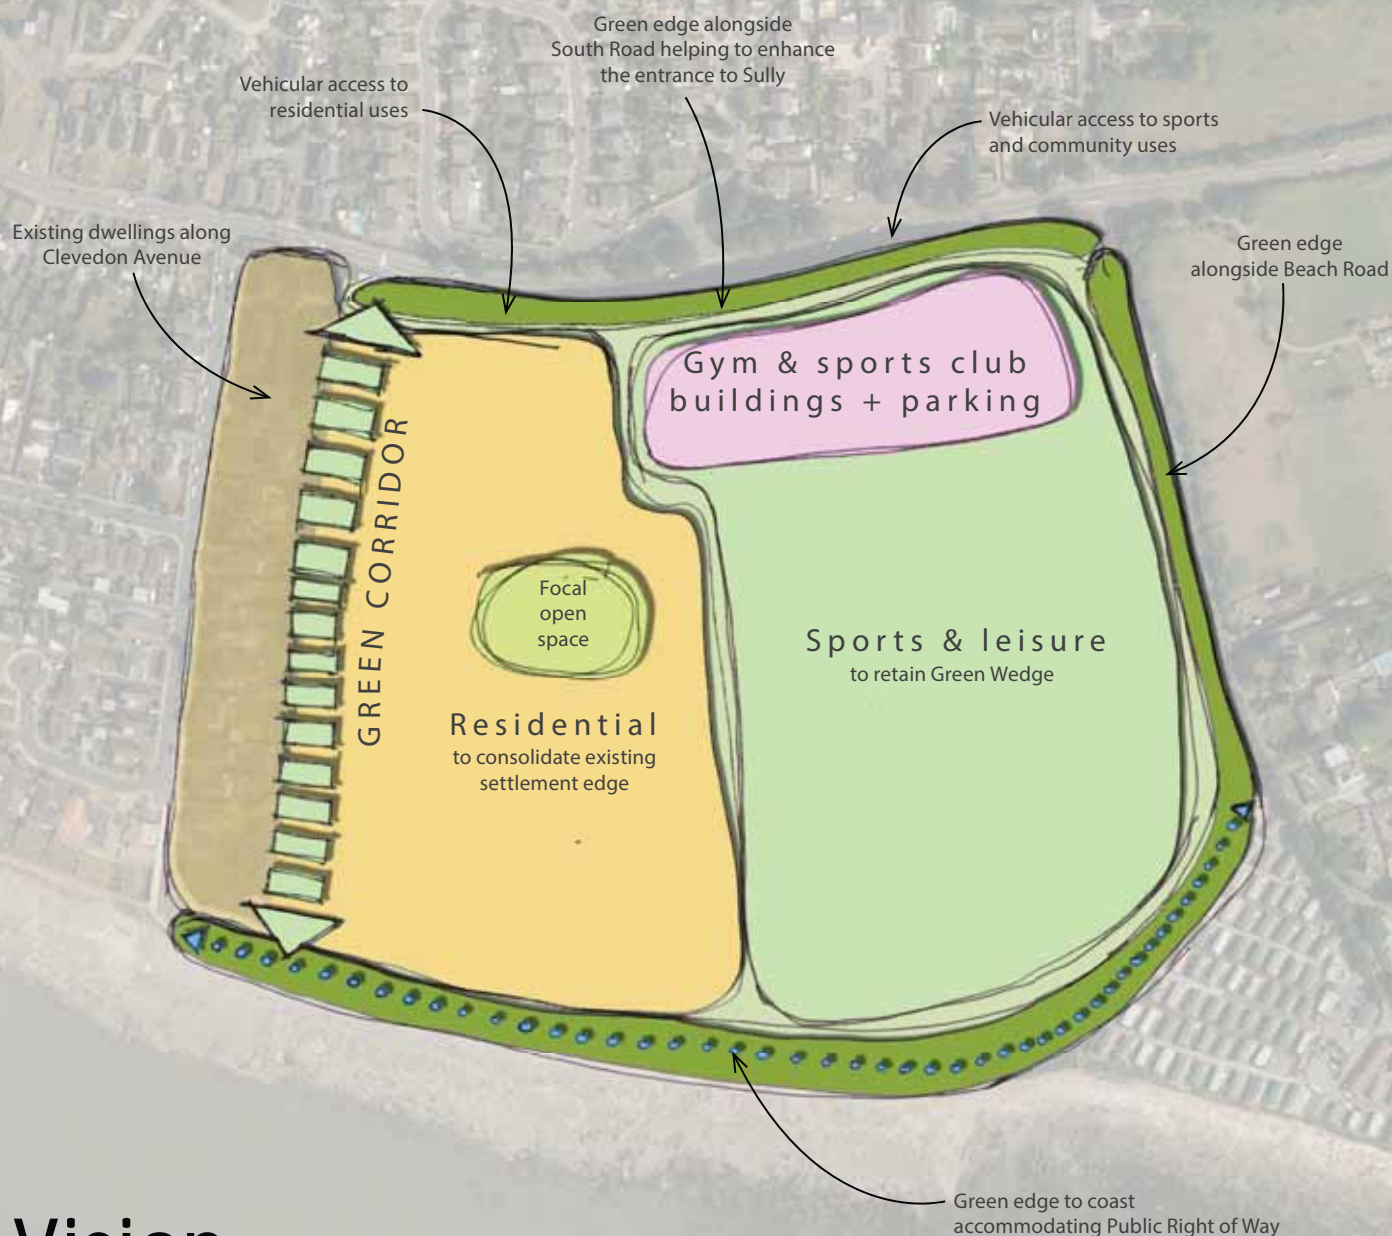 Green edge alongside
South Road helping to enhance
the entrance to Sully
Vehicular access to
residential uses
Vehicular access to sports
and community uses
Existing dwellings along
Clevedon Avenue
Green edge
alongside Beach Road
Gym & sports club
buildings + parking
GREEN CORRIDOR
Focal
open
space
Sports & leisure
to retain Green Wedge
Residential
to consolidate existing
settlement edge
Green edge to coast
accommodating Public Right of Way
Vision